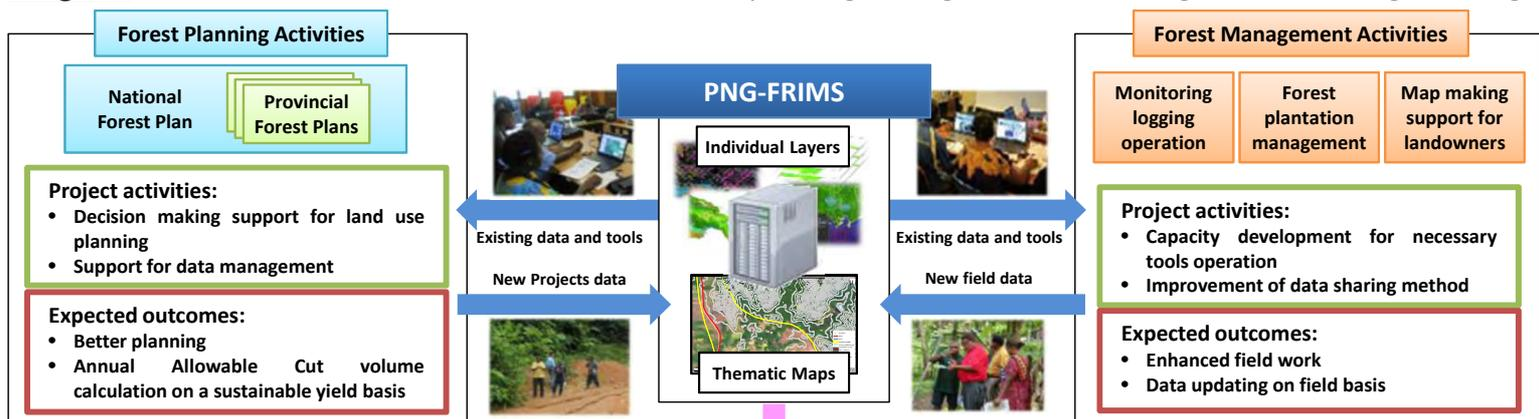 Forest Planning Activities
National
Forest Plan
Provincial
Forest Plans
Project activities:
• Decision making support for land use
planning
• Support for data management
Expected outcomes:
• Better planning
• Annual Allowable Cut volume
calculation on a sustainable yield basis
PNG-FRIMS
Individual Layers
Thematic Maps
Existing data and tools
New Projects data
Existing data and tools
New field data
Forest Management Activities
Monitoring
logging
operation
Forest
plantation
management
Map making
support for
landowners
Project activities:
• Capacity development for necessary
tools operation
• Improvement of data sharing method
Expected outcomes:
• Enhanced field work
• Data updating on field basis